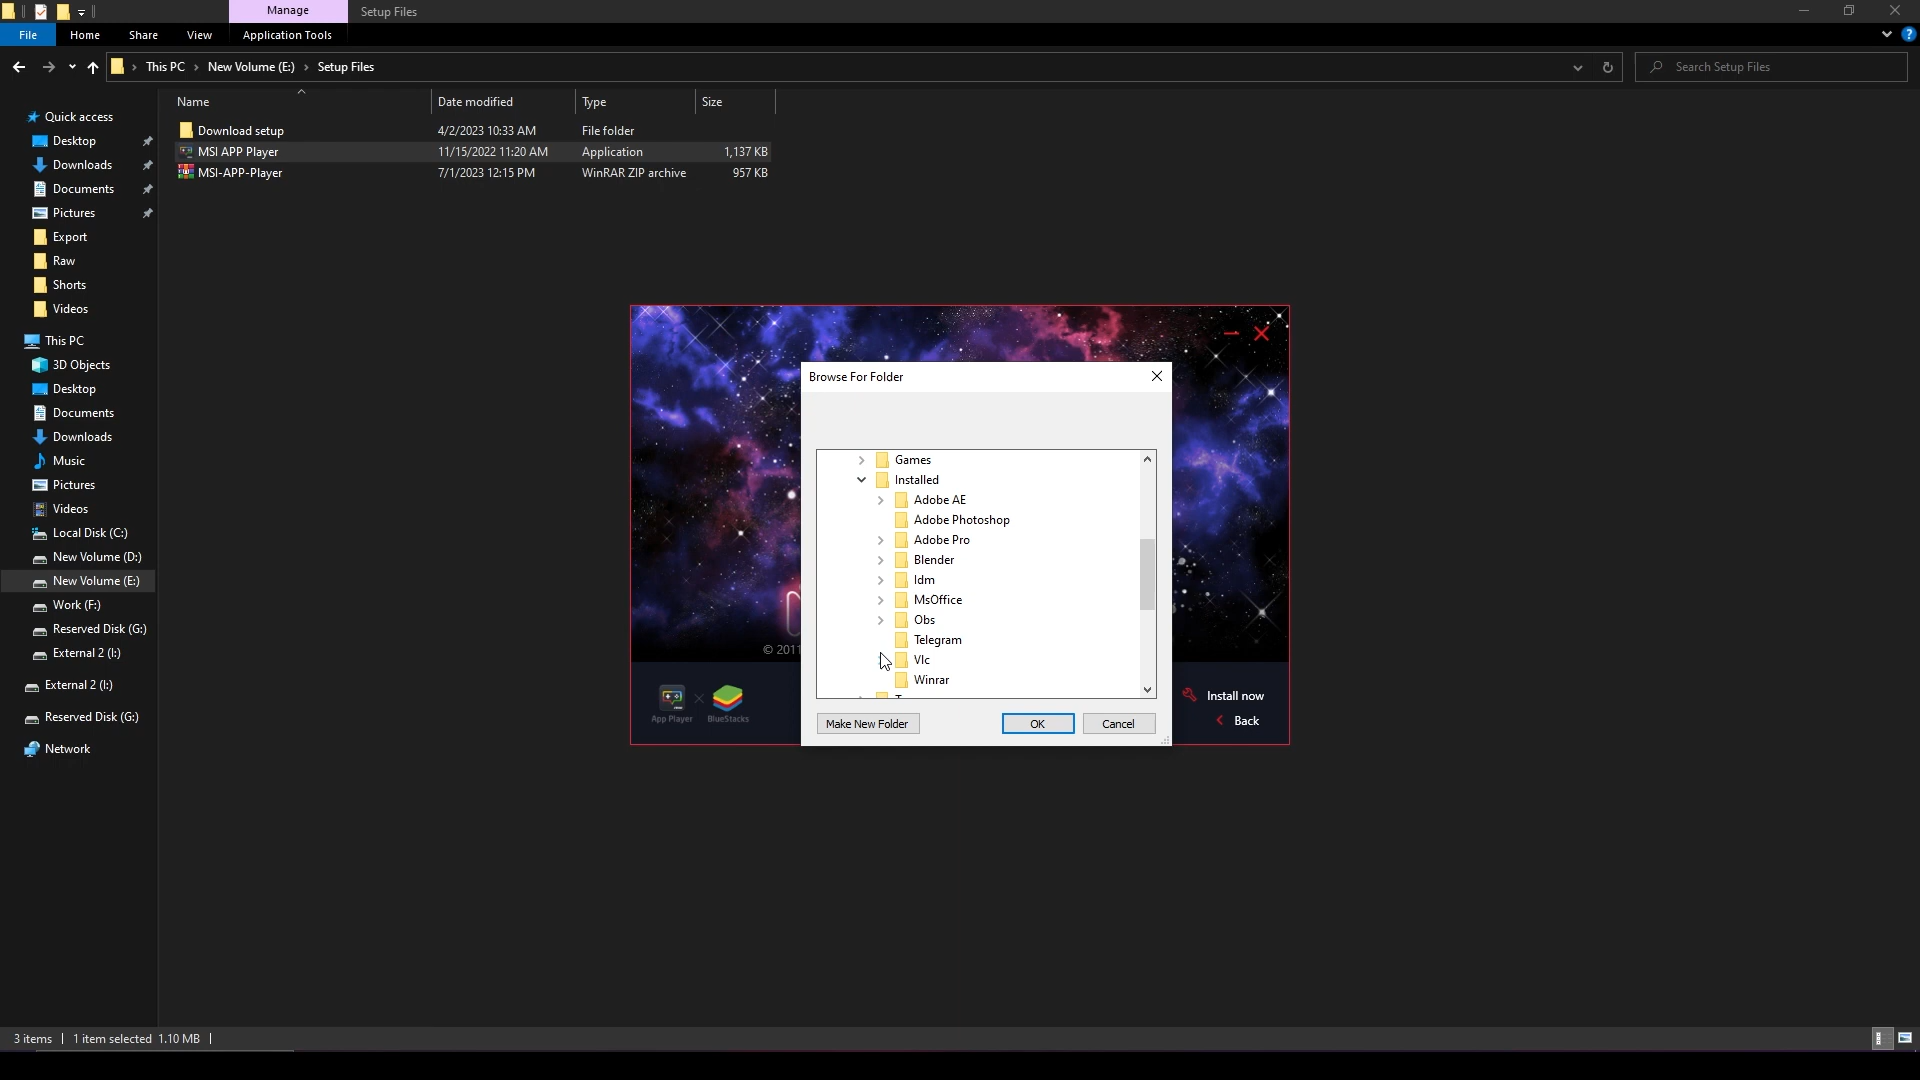 Manage
Setup Files
File
Home
Share
View
Application Tools
This PC
New Volume (E:)
Setup Files
Search Setup Files
Name
Date modified
Type
Size
Download setup
4/2/2023 10:33 AM
File folder
MSI APP Player
11/15/2022 11:20 AM
Application
1,137 KB
MSI-APP-Player
7/1/2023 12:15 PM
WinRAR ZIP archive
957 KB
Quick access
Desktop
Downloads
Documents
Pictures
Export
Raw
Shorts
Videos
This PC
3D Objects
Desktop
Documents
Downloads
Music
Pictures
Videos
Local Disk (C:)
New Volume (D:)
New Volume (E:)
Work (F:)
Reserved Disk (G:)
External 2 (I:)
External 2 (I:)
Reserved Disk (G:)
Network
Browse For Folder
Games
Installed
Adobe AE
Adobe Photoshop
Adobe Pro
Blender
Idm
MsOffice
Obs
Telegram
Vlc
Winrar
Make New Folder
OK
Cancel
© 2011
App Player
BlueStacks
Install now
Back
3 items
1 item selected 1.10 MB